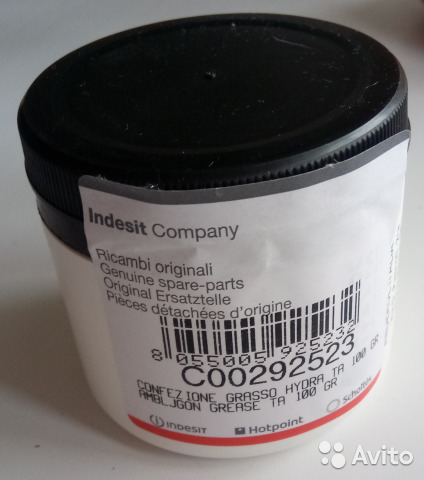 Indesit Company
Ricambi originali
Genuine spare-parts
Original Ersatzteile
Pièces détachées d'origine
8 055005 925232
C00292523
CONFEZIONE GRASSO HYDRA TA 100 GR
AMBLJGON GREASE TA 100 GR
INDESIT Hotpoint Scholtès
Avito